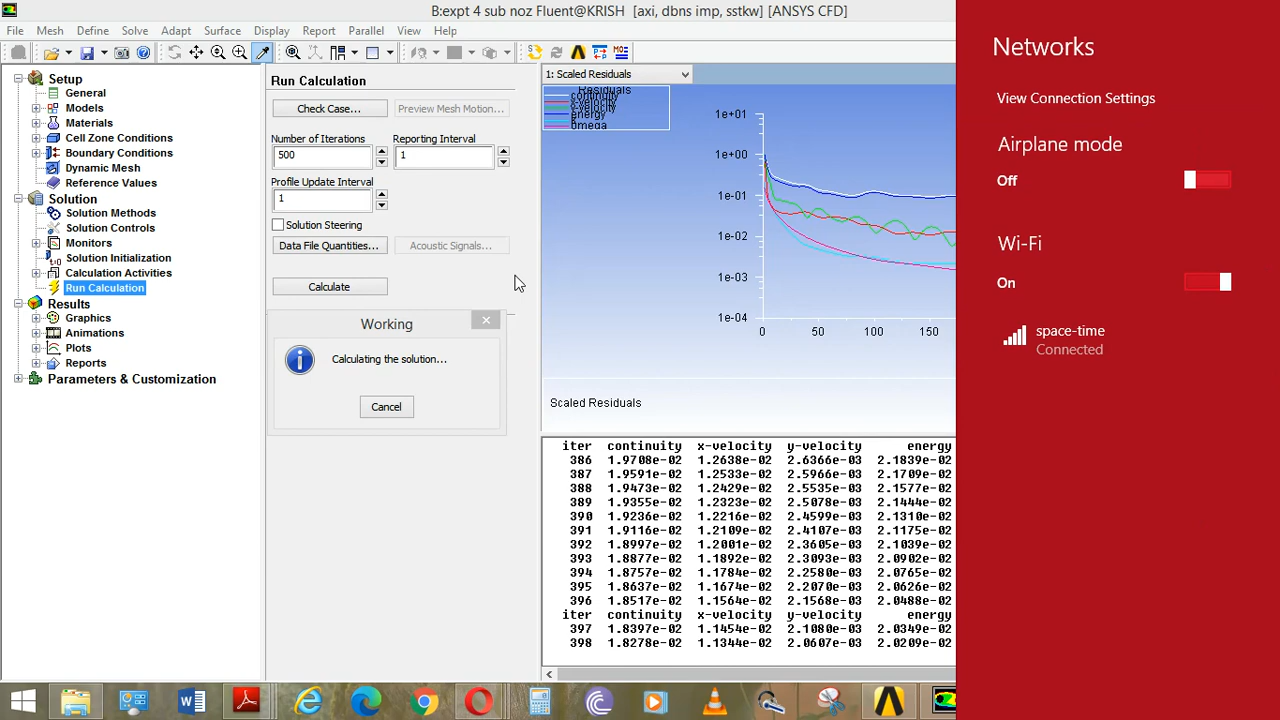 B:expt 4 sub noz Fluent@KRISH [axi, dbns imp, sstkw] [ANSYS CFD]
File Mesh Define Solve Adapt Surface Display Report Parallel View Help
Setup
General
Models
Materials
Cell Zone Conditions
Boundary Conditions
Dynamic Mesh
Reference Values
Solution
Solution Methods
Solution Controls
Monitors
Solution Initialization
Calculation Activities
Run Calculation
Results
Graphics
Animations
Plots
Reports
Parameters & Customization
Run Calculation
Check Case... Preview Mesh Motion...
Number of Iterations Reporting Interval
500 1
Profile Update Interval
1
Solution Steering
Data File Quantities... Acoustic Signals...
Calculate
Working
Calculating the solution...
Cancel
1: Scaled Residuals
Residuals
continuity
x-velocity
y-velocity
energy
k
omega
1e+01
1e+00
1e-01
1e-02
1e-03
1e-04
0 50 100 150
Scaled Residuals
iter continuity x-velocity y-velocity energy
386 1.9708e-02 1.2638e-02 2.6366e-03 2.1839e-02
387 1.9591e-02 1.2533e-02 2.5966e-03 2.1709e-02
388 1.9473e-02 1.2429e-02 2.5535e-03 2.1577e-02
389 1.9355e-02 1.2323e-02 2.5078e-03 2.1444e-02
390 1.9236e-02 1.2216e-02 2.4599e-03 2.1310e-02
391 1.9116e-02 1.2109e-02 2.4107e-03 2.1175e-02
392 1.8997e-02 1.2001e-02 2.3605e-03 2.1039e-02
393 1.8877e-02 1.1892e-02 2.3093e-03 2.0902e-02
394 1.8757e-02 1.1784e-02 2.2580e-03 2.0765e-02
395 1.8637e-02 1.1674e-02 2.2070e-03 2.0626e-02
396 1.8517e-02 1.1564e-02 2.1568e-03 2.0488e-02
iter continuity x-velocity y-velocity energy
397 1.8397e-02 1.1454e-02 2.1080e-03 2.0349e-02
398 1.8278e-02 1.1344e-02 2.0607e-03 2.0209e-02
Networks
View Connection Settings
Airplane mode
Off
Wi-Fi
On
space-time
Connected